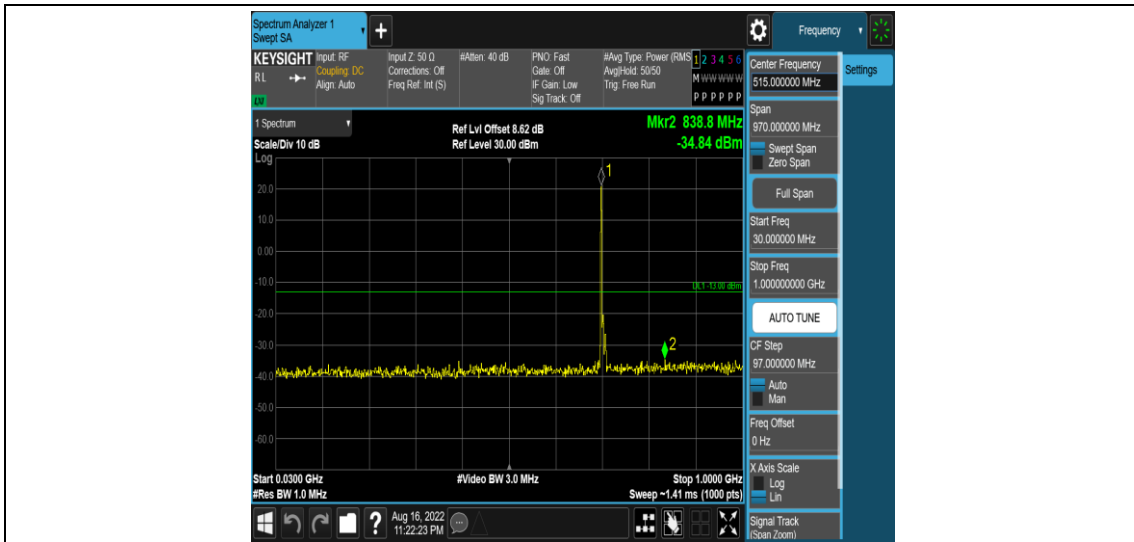 Spectrum Analyzer 1
Swept SA
+
Frequency
KEYSIGHT
RL
LXI
Input: RF
Coupling: DC
Align: Auto
Input Z: 50 Ω
Corrections: Off
Freq Ref: Int (S)
#Atten: 40 dB
PNO: Fast
Gate: Off
IF Gain: Low
Sig Track: Off
#Avg Type: Power (RMS
Avg|Hold: 50/50
Trig: Free Run
1 2 3 4 5 6
M W W W W W
P P P P P P
1 Spectrum
Scale/Div 10 dB
Ref Lvl Offset 8.62 dB
Ref Level 30.00 dBm
Mkr2 838.8 MHz
-34.84 dBm
Log
20.0
10.0
0.00
-10.0
-20.0
-30.0
-40.0
-50.0
-60.0
1
DL1 -13.00 dBm
2
Start 0.0300 GHz
#Res BW 1.0 MHz
#Video BW 3.0 MHz
Stop 1.0000 GHz
Sweep ~1.41 ms (1000 pts)
?
Aug 16, 2022
11:22:23 PM
Center Frequency
515.000000 MHz
Settings
Span
970.000000 MHz
Swept Span
Zero Span
Full Span
Start Freq
30.000000 MHz
Stop Freq
1.000000000 GHz
AUTO TUNE
CF Step
97.000000 MHz
Auto
Man
Freq Offset
0 Hz
X Axis Scale
Log
Lin
Signal Track
(Span Zoom)